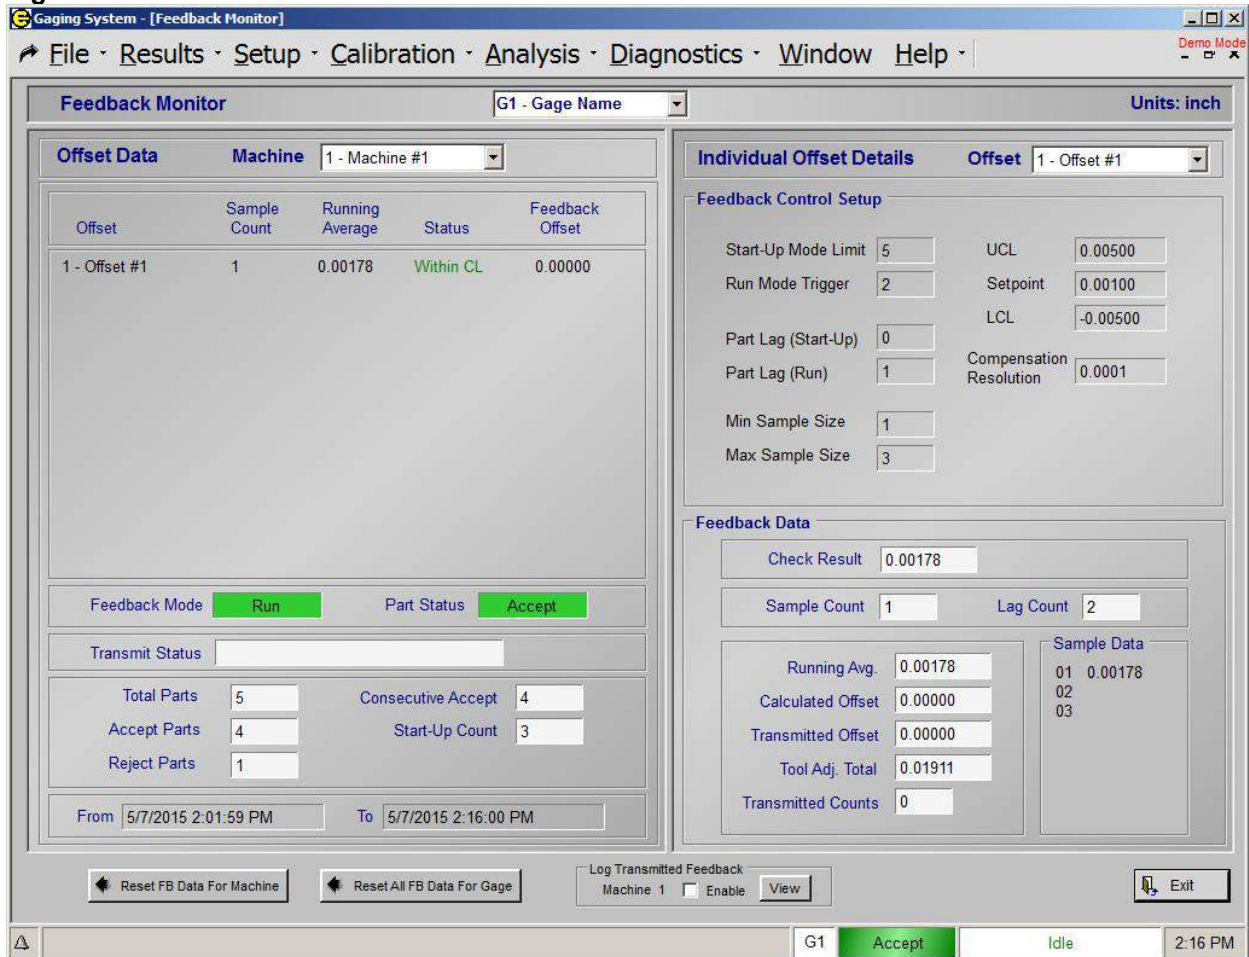 Gaging System - [Feedback Monitor]
File Results Setup Calibration Analysis Diagnostics Window Help Demo Mode
Feedback Monitor G1 - Gage Name Units: inch
Offset Data Machine 1 - Machine #1
Offset Sample Count Running Average Status Feedback Offset
1 - Offset #1 1 0.00178 Within CL 0.00000
Feedback Mode Run Part Status Accept
Transmit Status
Total Parts 5 Consecutive Accept 4
Accept Parts 4 Start-Up Count 3
Reject Parts 1
From 5/7/2015 2:01:59 PM To 5/7/2015 2:16:00 PM
Individual Offset Details Offset 1 - Offset #1
Feedback Control Setup
Start-Up Mode Limit 5 UCL 0.00500
Run Mode Trigger 2 Setpoint 0.00100
LCL -0.00500
Part Lag (Start-Up) 0
Part Lag (Run) 1 Compensation Resolution 0.0001
Min Sample Size 1
Max Sample Size 3
Feedback Data
Check Result 0.00178
Sample Count 1 Lag Count 2
Running Avg. 0.00178
Calculated Offset 0.00000
Transmitted Offset 0.00000
Tool Adj. Total 0.01911
Transmitted Counts 0
Sample Data
01 0.00178
02
03
Reset FB Data For Machine Reset All FB Data For Gage
Log Transmitted Feedback
Machine 1 Enable View
Exit
G1 Accept Idle 2:16 PM